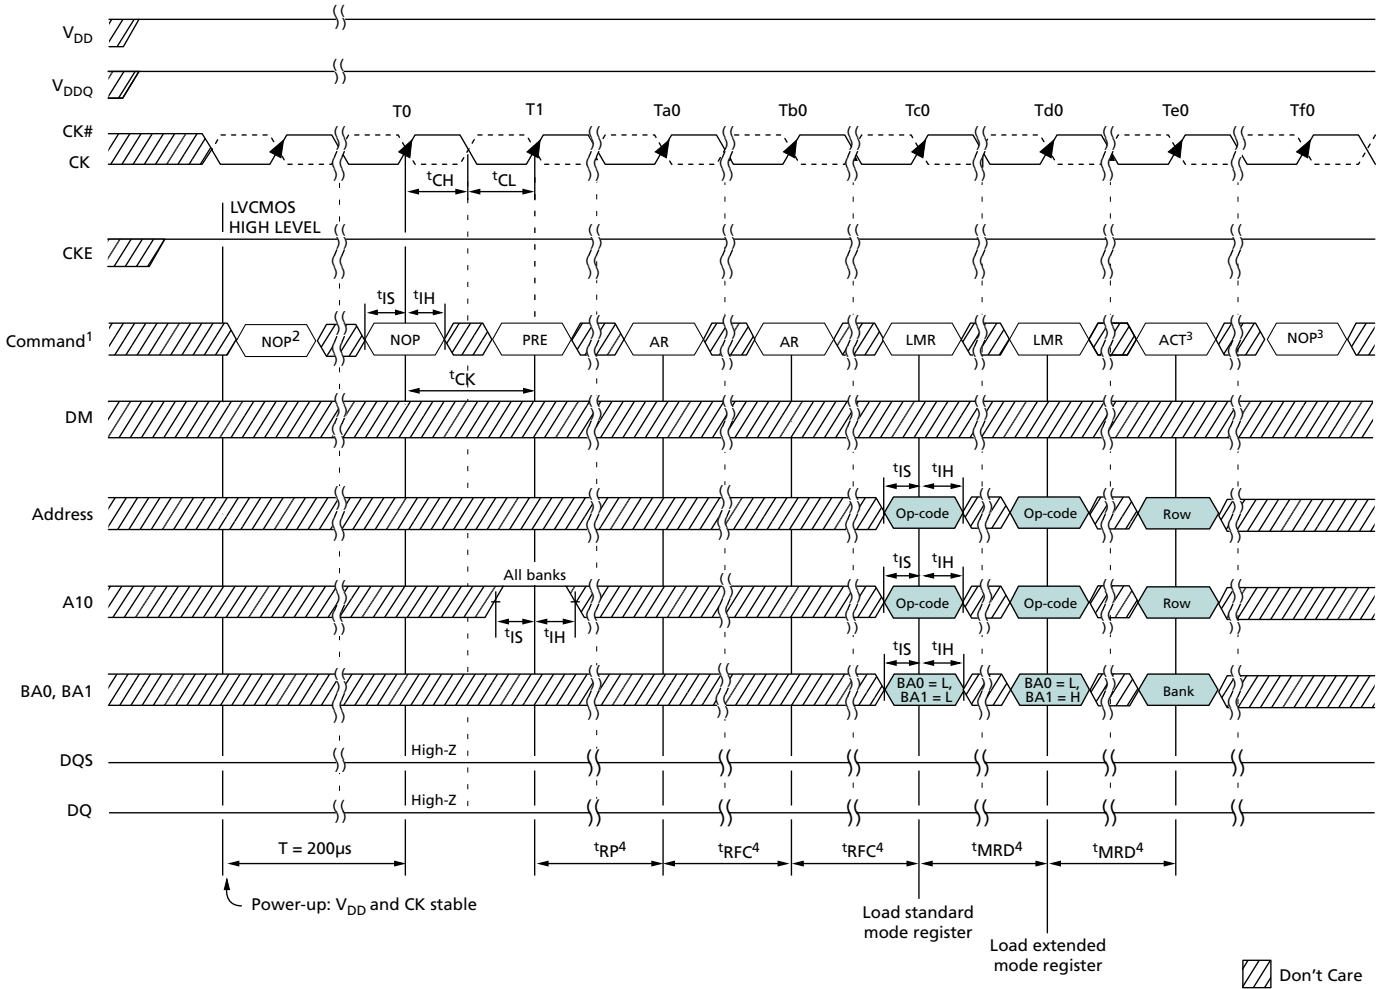 VDD
VDDQ
T0 T1 Ta0 Tb0 Tc0 Td0 Te0 Tf0
CK#
CK
tCH tCL
LVCMOS
HIGH LEVEL
CKE
tIS tIH
Command1 NOP2 NOP PRE AR AR LMR LMR ACT3 NOP3
tCK
DM
tIS tIH
Address Op-code Op-code Row
All banks tIS tIH
A10 Op-code Op-code Row
tIS tIH tIS tIH
BA0, BA1 BA0 = L, BA1 = L BA0 = L, BA1 = H Bank
High-Z
DQS
High-Z
DQ
T = 200µs tRP4 tRFC4 tRFC4 tMRD4 tMRD4
Power-up: VDD and CK stable
Load standard
mode register
Load extended
mode register
Don't Care